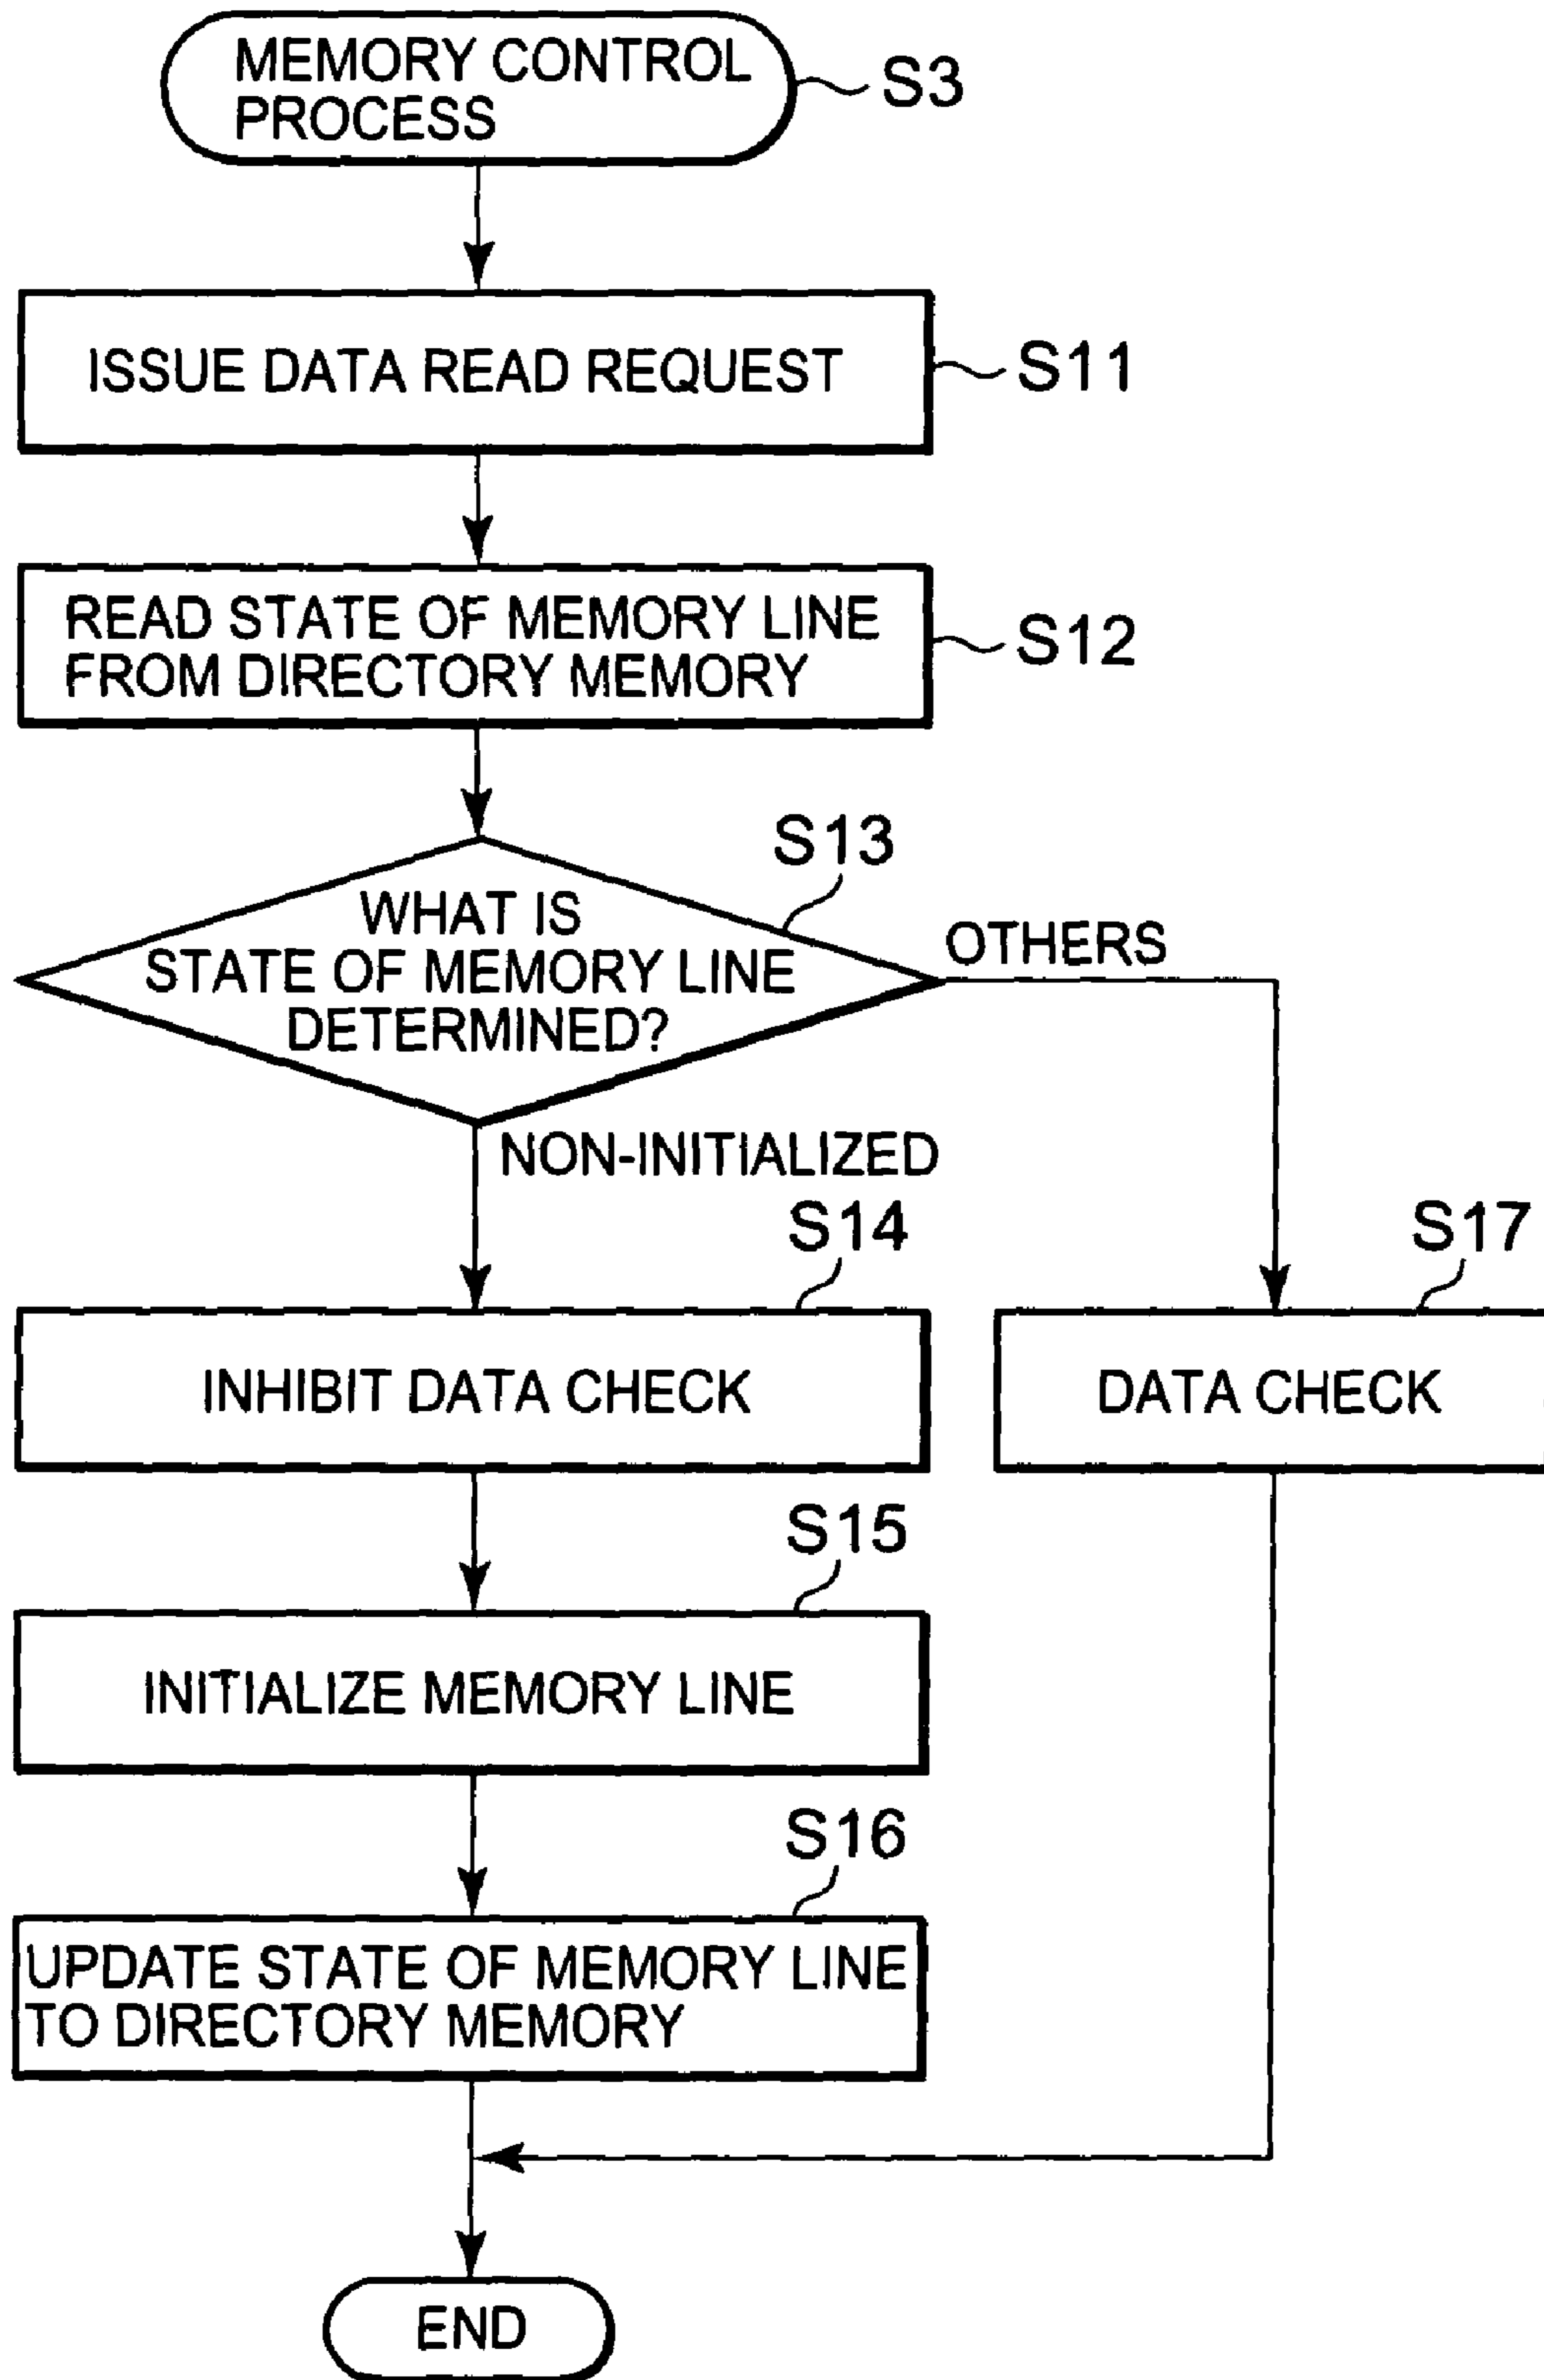 MEMORY CONTROL
PROCESS
S3
ISSUE DATA READ REQUEST
S11
READ STATE OF MEMORY LINE
FROM DIRECTORY MEMORY
S12
S13
WHAT IS
STATE OF MEMORY LINE
DETERMINED?
OTHERS
NON-INITIALIZED
S14
INHIBIT DATA CHECK
S17
DATA CHECK
S15
INITIALIZE MEMORY LINE
S16
UPDATE STATE OF MEMORY LINE
TO DIRECTORY MEMORY
END